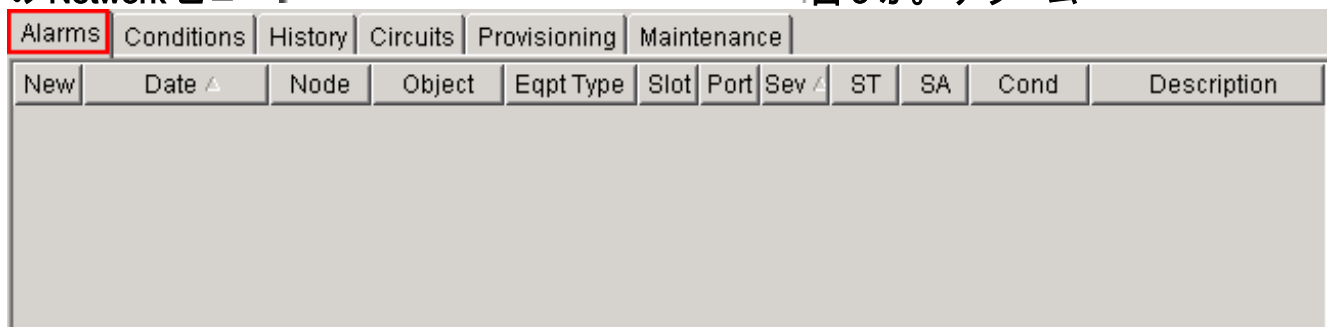 Network
Alarms Conditions History Circuits Provisioning Maintenance
New Date Node Object Eqpt Type Slot Port Sev ST SA Cond Description